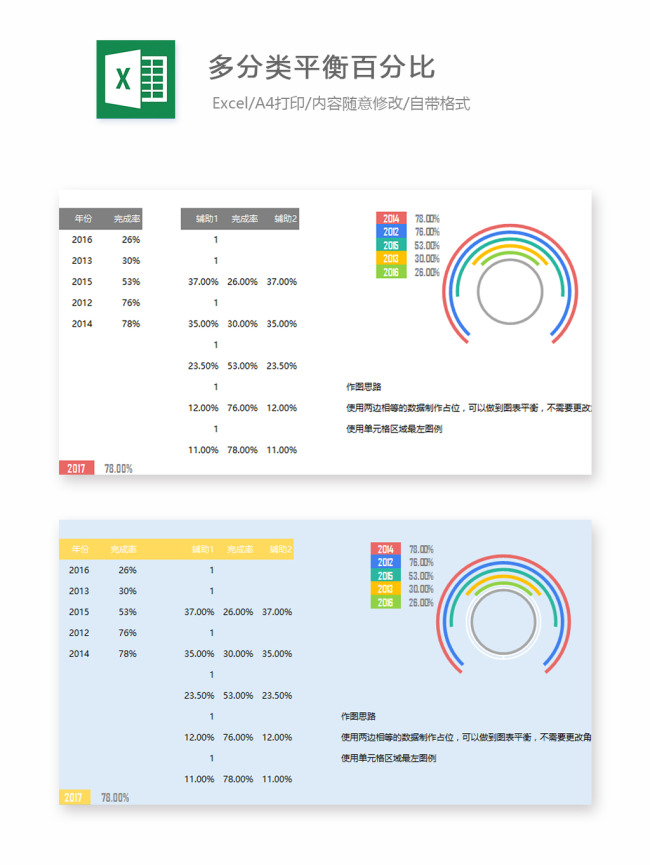 X
多分类平衡百分比
Excel/A4打印/内容随意修改/自带格式
年份 完成率 辅助1 完成率 辅助2
2016 26% 1
2013 30% 1
2015 53% 37.00% 26.00% 37.00%
2012 76% 1
2014 78% 35.00% 30.00% 35.00%
1
23.50% 53.00% 23.50%
1
12.00% 76.00% 12.00%
1
11.00% 78.00% 11.00%
2017 78.00%
2014 78.00%
2012 76.00%
2015 53.00%
2013 30.00%
2016 26.00%
作图思路
使用两边相等的数据制作占位，可以做到图表平衡，不需要更改
使用单元格区域最左图例
年份 完成率 辅助1 完成率 辅助2
2016 26% 1
2013 30% 1
2015 53% 37.00% 26.00% 37.00%
2012 76% 1
2014 78% 35.00% 30.00% 35.00%
1
23.50% 53.00% 23.50%
1
12.00% 76.00% 12.00%
1
11.00% 78.00% 11.00%
2017 78.00%
2014 78.00%
2012 76.00%
2015 53.00%
2013 30.00%
2016 26.00%
作图思路
使用两边相等的数据制作占位，可以做到图表平衡，不需要更改角
使用单元格区域最左图例